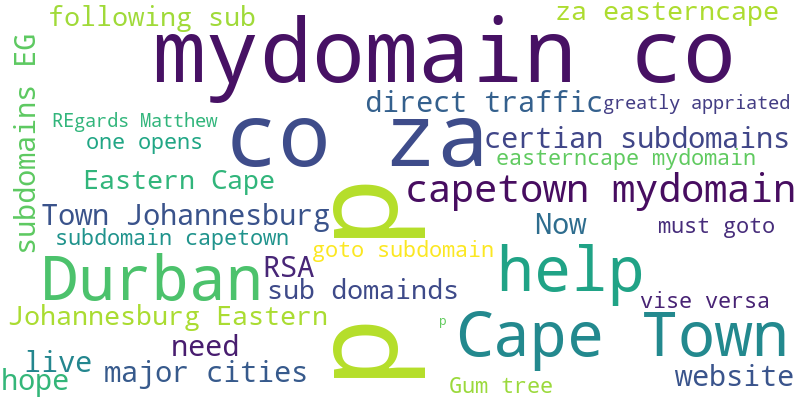 following sub
za easterncape
mydomain co
subdomains EG
direct traffic
greatly appriated
REgards Matthew
one opens
co za
certian subdomains
easterncape mydomain
Eastern Cape
capetown mydomain
p
Town Johannesburg
Now
must goto
subdomain capetown
goto subdomain
Durban
RSA
help
sub domainds
vise versa
Johannesburg Eastern
p
p
Cape Town
need
live
major cities
website
hope
Gum tree